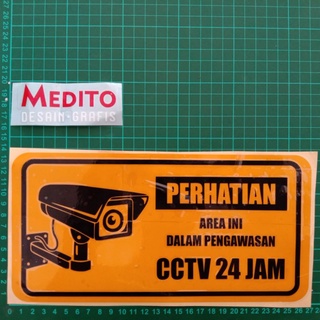 MEDITO
DESAIN • GRAFIS
PERHATIAN
AREA INI
DALAM PENGAWASAN
CCTV 24 JAM